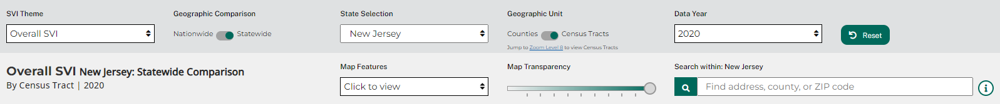 SVI Theme
Overall SVI
Geographic Comparison
Nationwide Statewide
State Selection
New Jersey
Geographic Unit
Counties Census Tracts
Jump to Zoom Level 8 to view Census Tracts
Data Year
2020
Reset
Overall SVI New Jersey: Statewide Comparison
By Census Tract | 2020
Map Features
Click to view
Map Transparency
Search within: New Jersey
Find address, county, or ZIP code